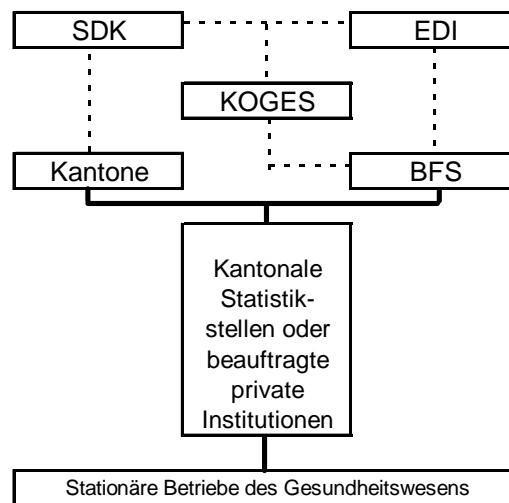 SDK
EDI
KOGES
Kantone
BFS
Kantonale
Statistik-
stellen oder
beauftragte
private
Institutionen
Stationäre Betriebe des Gesundheitswesens